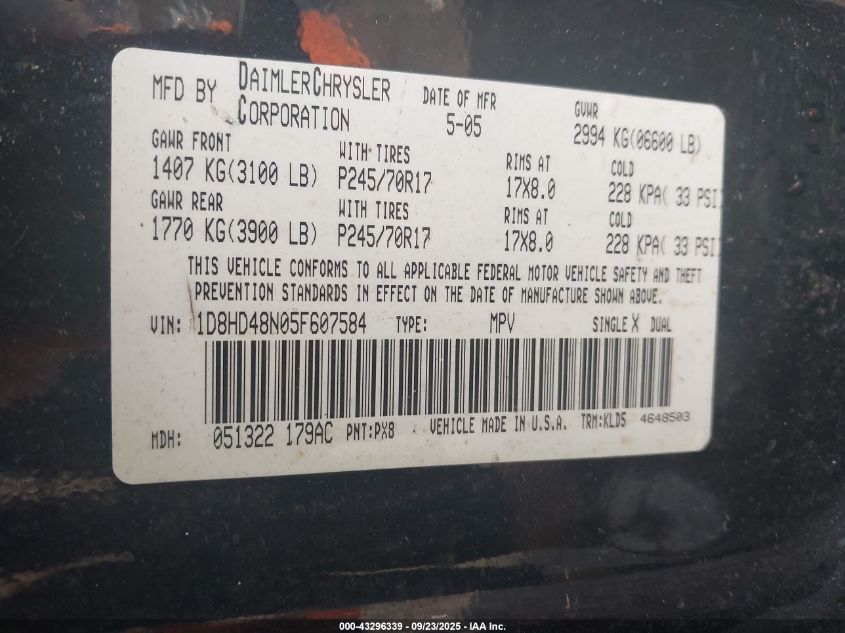 MFD BY DAIMLERCHRYSLER CORPORATION DATE OF MFR 5-05 GVWR 2994 KG(06600 LB)
GAWR FRONT WITH TIRES RIMS AT COLD
1407 KG(3100 LB) P245/70R17 17X8.0 228 KPA( 33 PSI)
GAWR REAR WITH TIRES RIMS AT COLD
1770 KG(3900 LB) P245/70R17 17X8.0 228 KPA( 33 PSI)
THIS VEHICLE CONFORMS TO ALL APPLICABLE FEDERAL MOTOR VEHICLE SAFETY AND THEFT
PREVENTION STANDARDS IN EFFECT ON THE DATE OF MANUFACTURE SHOWN ABOVE.
VIN: 1D8HD48N05F607584 TYPE: MPV SINGLE X DUAL
MDH: 051322 179AC PNT:PX8 VEHICLE MADE IN U.S.A. TRM:KLD5 4648503
000-43296339 - 09/23/2025 - IAA Inc.